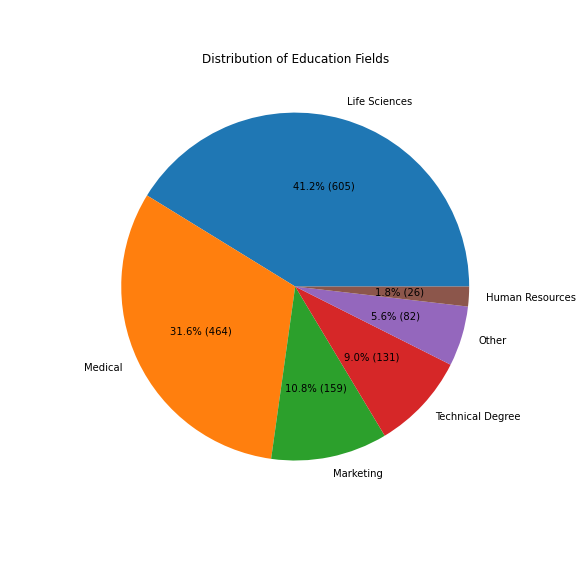 Distribution of Education Fields
Life Sciences
41.2% (605)
1.8% (26)
Human Resources
5.6% (82)
Other
31.6% (464)
9.0% (131)
Medical
10.8% (159)
Technical Degree
Marketing